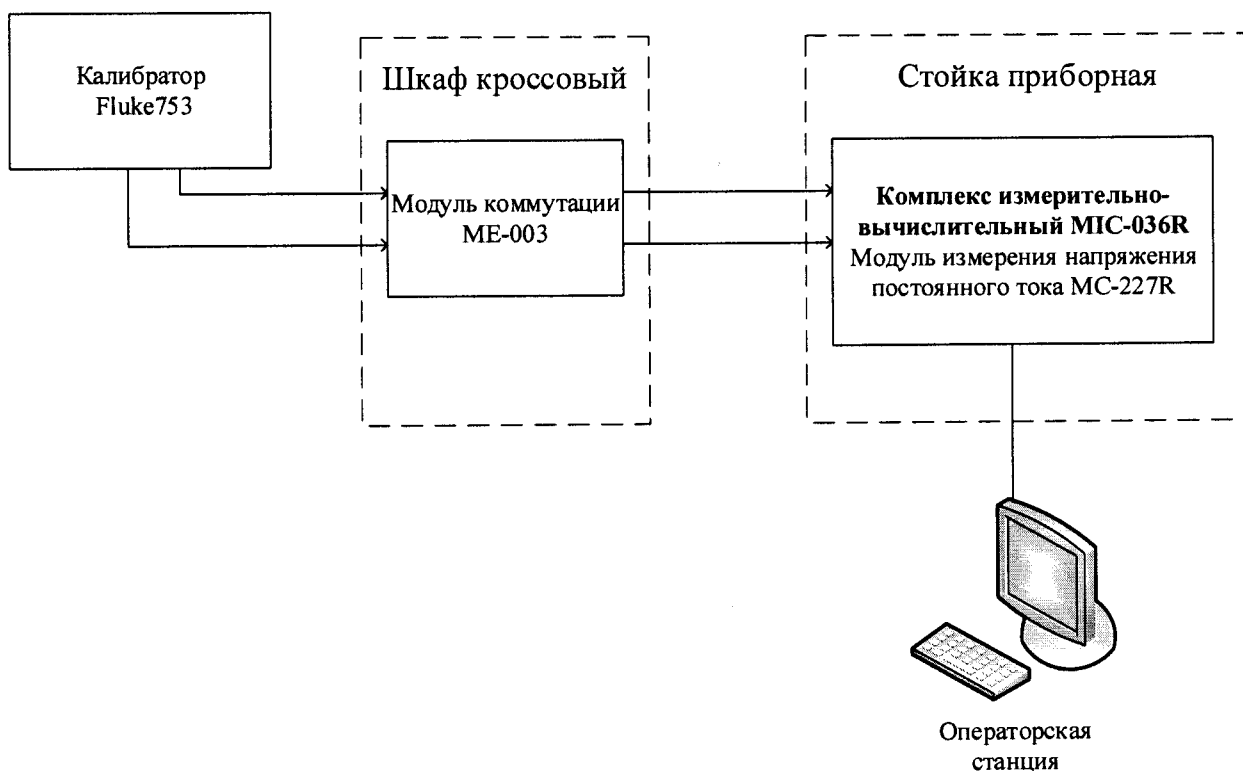 Калибратор
Fluke753
Шкаф кроссовый
Модуль коммутации
МЕ-003
Стойка приборная
Комплекс измерительно-
вычислительный MIC-036R
Модуль измерения напряжения
постоянного тока МС-227R
Операторская
станция